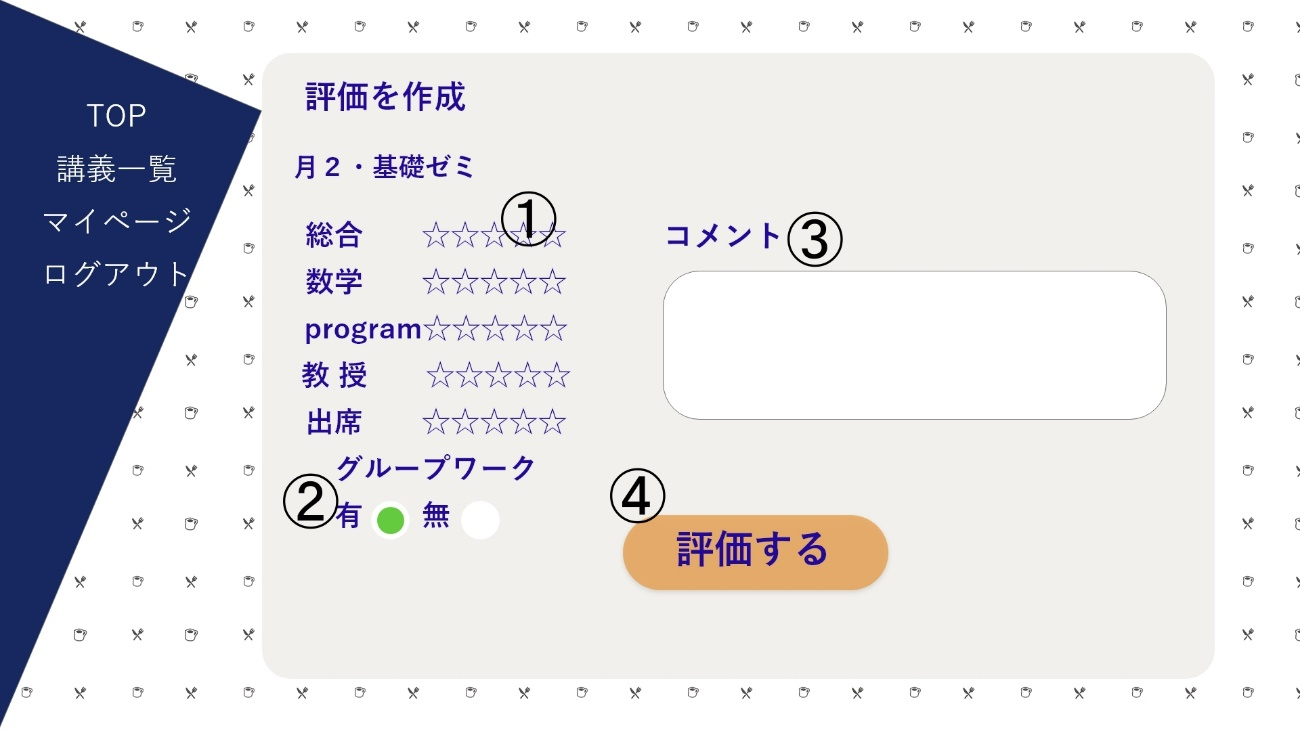 TOP
講義一覧
マイページ
ログアウト
評価を作成
月２・基礎ゼミ
①
総合 ☆☆☆☆☆
数学 ☆☆☆☆☆
program☆☆☆☆☆
教 授 ☆☆☆☆☆
出席 ☆☆☆☆☆
グループワーク
②
有 無
コメント③
④
評価する